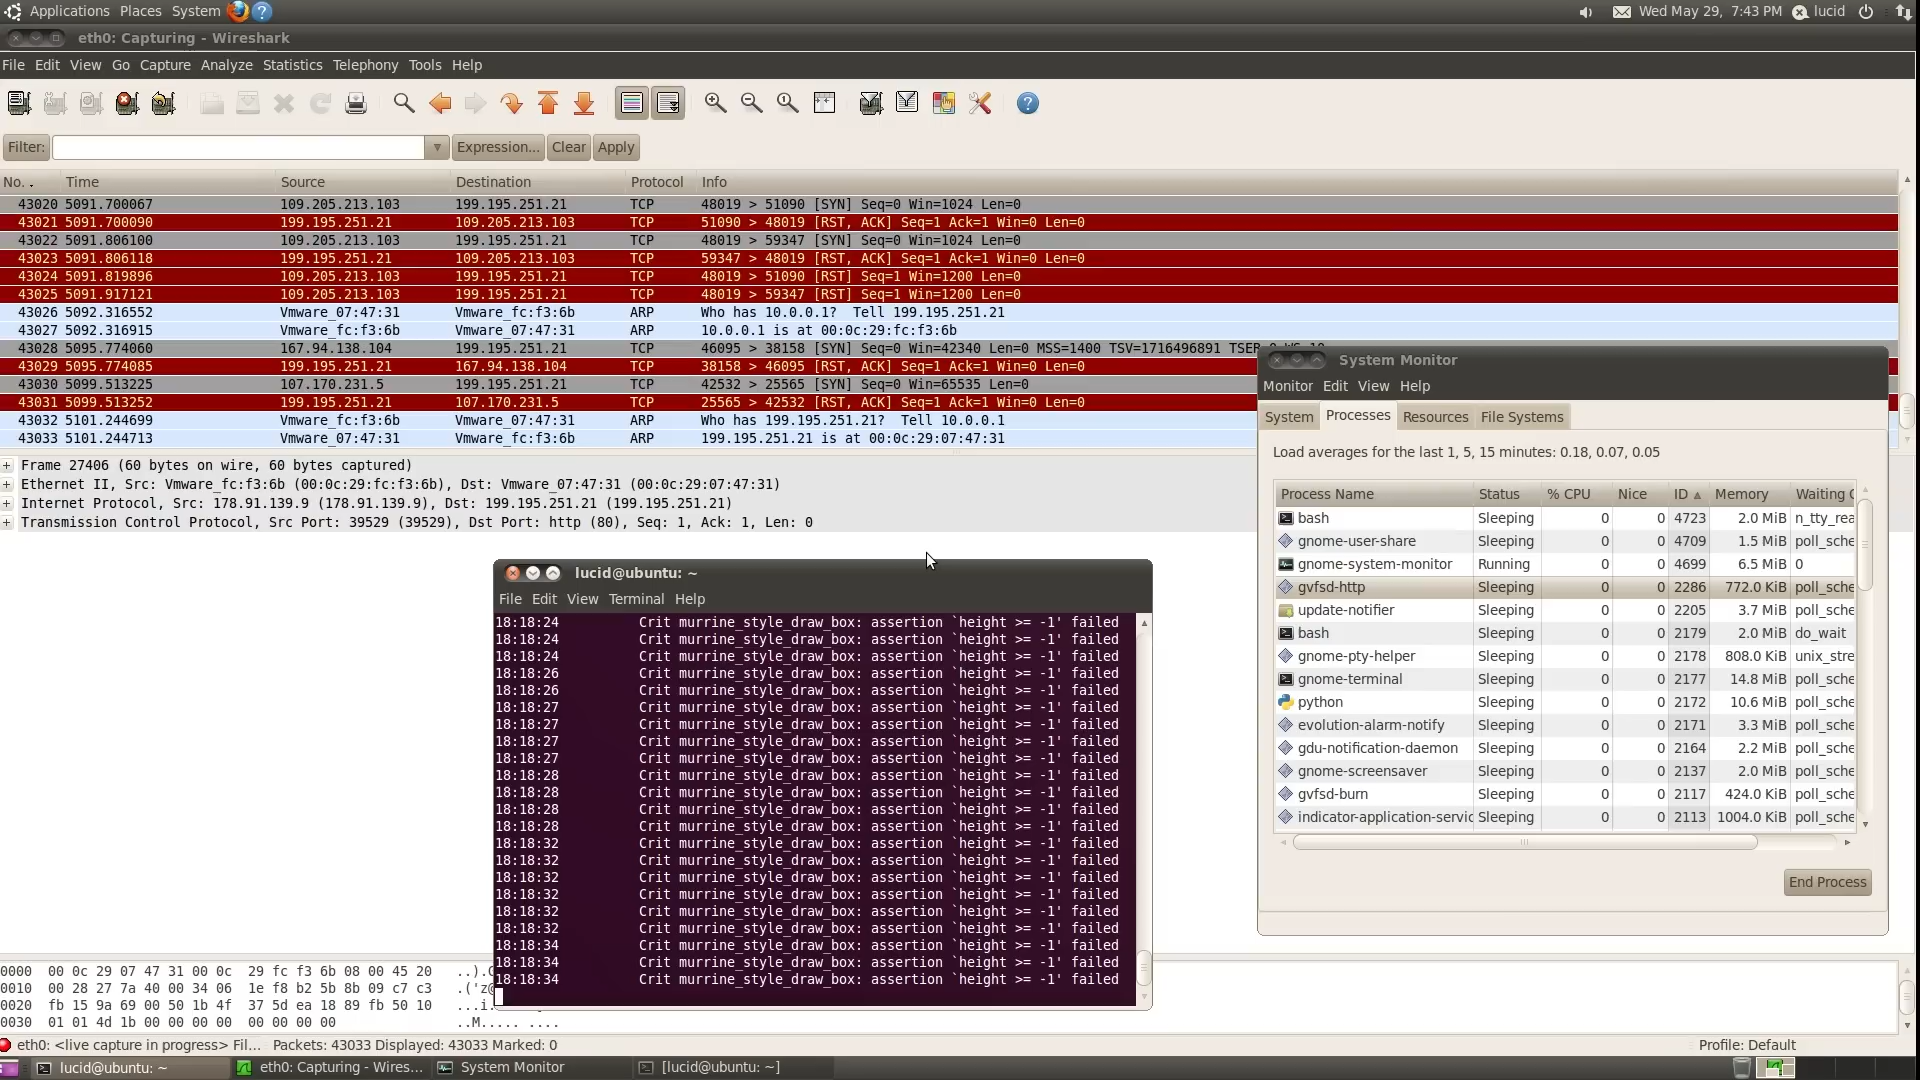 Applications Places System
Wed May 29, 7:43 PM lucid
eth0: Capturing - Wireshark
File Edit View Go Capture Analyze Statistics Telephony Tools Help
Filter: Expression... Clear Apply
No. Time Source Destination Protocol Info
43020 5091.700067 109.205.213.103 199.195.251.21 TCP 48019 > 51090 [SYN] Seq=0 Win=1024 Len=0
43021 5091.700090 199.195.251.21 109.205.213.103 TCP 51090 > 48019 [RST, ACK] Seq=1 Ack=1 Win=0 Len=0
43022 5091.806100 109.205.213.103 199.195.251.21 TCP 48019 > 59347 [SYN] Seq=0 Win=1024 Len=0
43023 5091.806118 199.195.251.21 109.205.213.103 TCP 59347 > 48019 [RST, ACK] Seq=1 Ack=1 Win=0 Len=0
43024 5091.819896 109.205.213.103 199.195.251.21 TCP 48019 > 51090 [RST] Seq=1 Win=1200 Len=0
43025 5091.917121 109.205.213.103 199.195.251.21 TCP 48019 > 59347 [RST] Seq=1 Win=1200 Len=0
43026 5092.316552 Vmware_07:47:31 Vmware_fc:f3:6b ARP Who has 10.0.0.1? Tell 199.195.251.21
43027 5092.316915 Vmware_fc:f3:6b Vmware_07:47:31 ARP 10.0.0.1 is at 00:0c:29:fc:f3:6b
43028 5095.774060 167.94.138.104 199.195.251.21 TCP 46095 > 38158 [SYN] Seq=0 Win=42340 Len=0 MSS=1400 TSV=1716496891
43029 5095.774085 199.195.251.21 167.94.138.104 TCP 38158 > 46095 [RST, ACK] Seq=1 Ack=1 Win=0 Len=0
43030 5099.513225 107.170.231.5 199.195.251.21 TCP 42532 > 25565 [SYN] Seq=0 Win=65535 Len=0
43031 5099.513252 199.195.251.21 107.170.231.5 TCP 25565 > 42532 [RST, ACK] Seq=1 Ack=1 Win=0 Len=0
43032 5101.244699 Vmware_fc:f3:6b Vmware_07:47:31 ARP Who has 199.195.251.21? Tell 10.0.0.1
43033 5101.244713 Vmware_07:47:31 Vmware_fc:f3:6b ARP 199.195.251.21 is at 00:0c:29:07:47:31
Frame 27406 (60 bytes on wire, 60 bytes captured)
Ethernet II, Src: Vmware_fc:f3:6b (00:0c:29:fc:f3:6b), Dst: Vmware_07:47:31 (00:0c:29:07:47:31)
Internet Protocol, Src: 178.91.139.9 (178.91.139.9), Dst: 199.195.251.21 (199.195.251.21)
Transmission Control Protocol, Src Port: 39529 (39529), Dst Port: http (80), Seq: 1, Ack: 1, Len: 0
System Monitor
Monitor Edit View Help
System Processes Resources File Systems
Load averages for the last 1, 5, 15 minutes: 0.18, 0.07, 0.05
Process Name Status % CPU Nice ID Memory Waiting C
bash Sleeping 0 0 4723 2.0 MiB n_tty_rea
gnome-user-share Sleeping 0 0 4709 1.5 MiB poll_sche
gnome-system-monitor Running 0 0 4699 6.5 MiB 0
gvfsd-http Sleeping 0 0 2286 772.0 KiB poll_sche
update-notifier Sleeping 0 0 2205 3.7 MiB poll_sche
bash Sleeping 0 0 2179 2.0 MiB do_wait
gnome-pty-helper Sleeping 0 0 2178 808.0 KiB unix_stre
gnome-terminal Sleeping 0 0 2177 14.8 MiB poll_sche
python Sleeping 0 0 2172 10.6 MiB poll_sche
evolution-alarm-notify Sleeping 0 0 2171 3.3 MiB poll_sche
gdu-notification-daemon Sleeping 0 0 2164 2.2 MiB poll_sche
gnome-screensaver Sleeping 0 0 2137 2.0 MiB poll_sche
gvfsd-burn Sleeping 0 0 2117 424.0 KiB poll_sche
indicator-application-servic Sleeping 0 0 2113 1004.0 KiB poll_sche
End Process
lucid@ubuntu: ~
File Edit View Terminal Help
18:18:24 Crit murrine_style_draw_box: assertion `height >= -1' failed
18:18:24 Crit murrine_style_draw_box: assertion `height >= -1' failed
18:18:24 Crit murrine_style_draw_box: assertion `height >= -1' failed
18:18:26 Crit murrine_style_draw_box: assertion `height >= -1' failed
18:18:26 Crit murrine_style_draw_box: assertion `height >= -1' failed
18:18:27 Crit murrine_style_draw_box: assertion `height >= -1' failed
18:18:27 Crit murrine_style_draw_box: assertion `height >= -1' failed
18:18:27 Crit murrine_style_draw_box: assertion `height >= -1' failed
18:18:27 Crit murrine_style_draw_box: assertion `height >= -1' failed
18:18:28 Crit murrine_style_draw_box: assertion `height >= -1' failed
18:18:28 Crit murrine_style_draw_box: assertion `height >= -1' failed
18:18:28 Crit murrine_style_draw_box: assertion `height >= -1' failed
18:18:28 Crit murrine_style_draw_box: assertion `height >= -1' failed
18:18:32 Crit murrine_style_draw_box: assertion `height >= -1' failed
18:18:32 Crit murrine_style_draw_box: assertion `height >= -1' failed
18:18:32 Crit murrine_style_draw_box: assertion `height >= -1' failed
18:18:32 Crit murrine_style_draw_box: assertion `height >= -1' failed
18:18:32 Crit murrine_style_draw_box: assertion `height >= -1' failed
18:18:32 Crit murrine_style_draw_box: assertion `height >= -1' failed
18:18:34 Crit murrine_style_draw_box: assertion `height >= -1' failed
18:18:34 Crit murrine_style_draw_box: assertion `height >= -1' failed
18:18:34 Crit murrine_style_draw_box: assertion `height >= -1' failed
0000 00 0c 29 07 47 31 00 0c 29 fc f3 6b 08 00 45 20 ..).G
0010 00 28 27 7a 40 00 34 06 1e f8 b2 5b 8b 09 c7 c3 .('z@
0020 fb 15 9a 69 00 50 1b 4f 37 5d ea 18 89 fb 50 10 ...i.
0030 01 01 4d 1b 00 00 00 00 00 00 00 00 ..M..... ....
eth0: <live capture in progress> Fil... Packets: 43033 Displayed: 43033 Marked: 0 Profile: Default
lucid@ubuntu: ~ eth0: Capturing - Wires... System Monitor [lucid@ubuntu: ~]